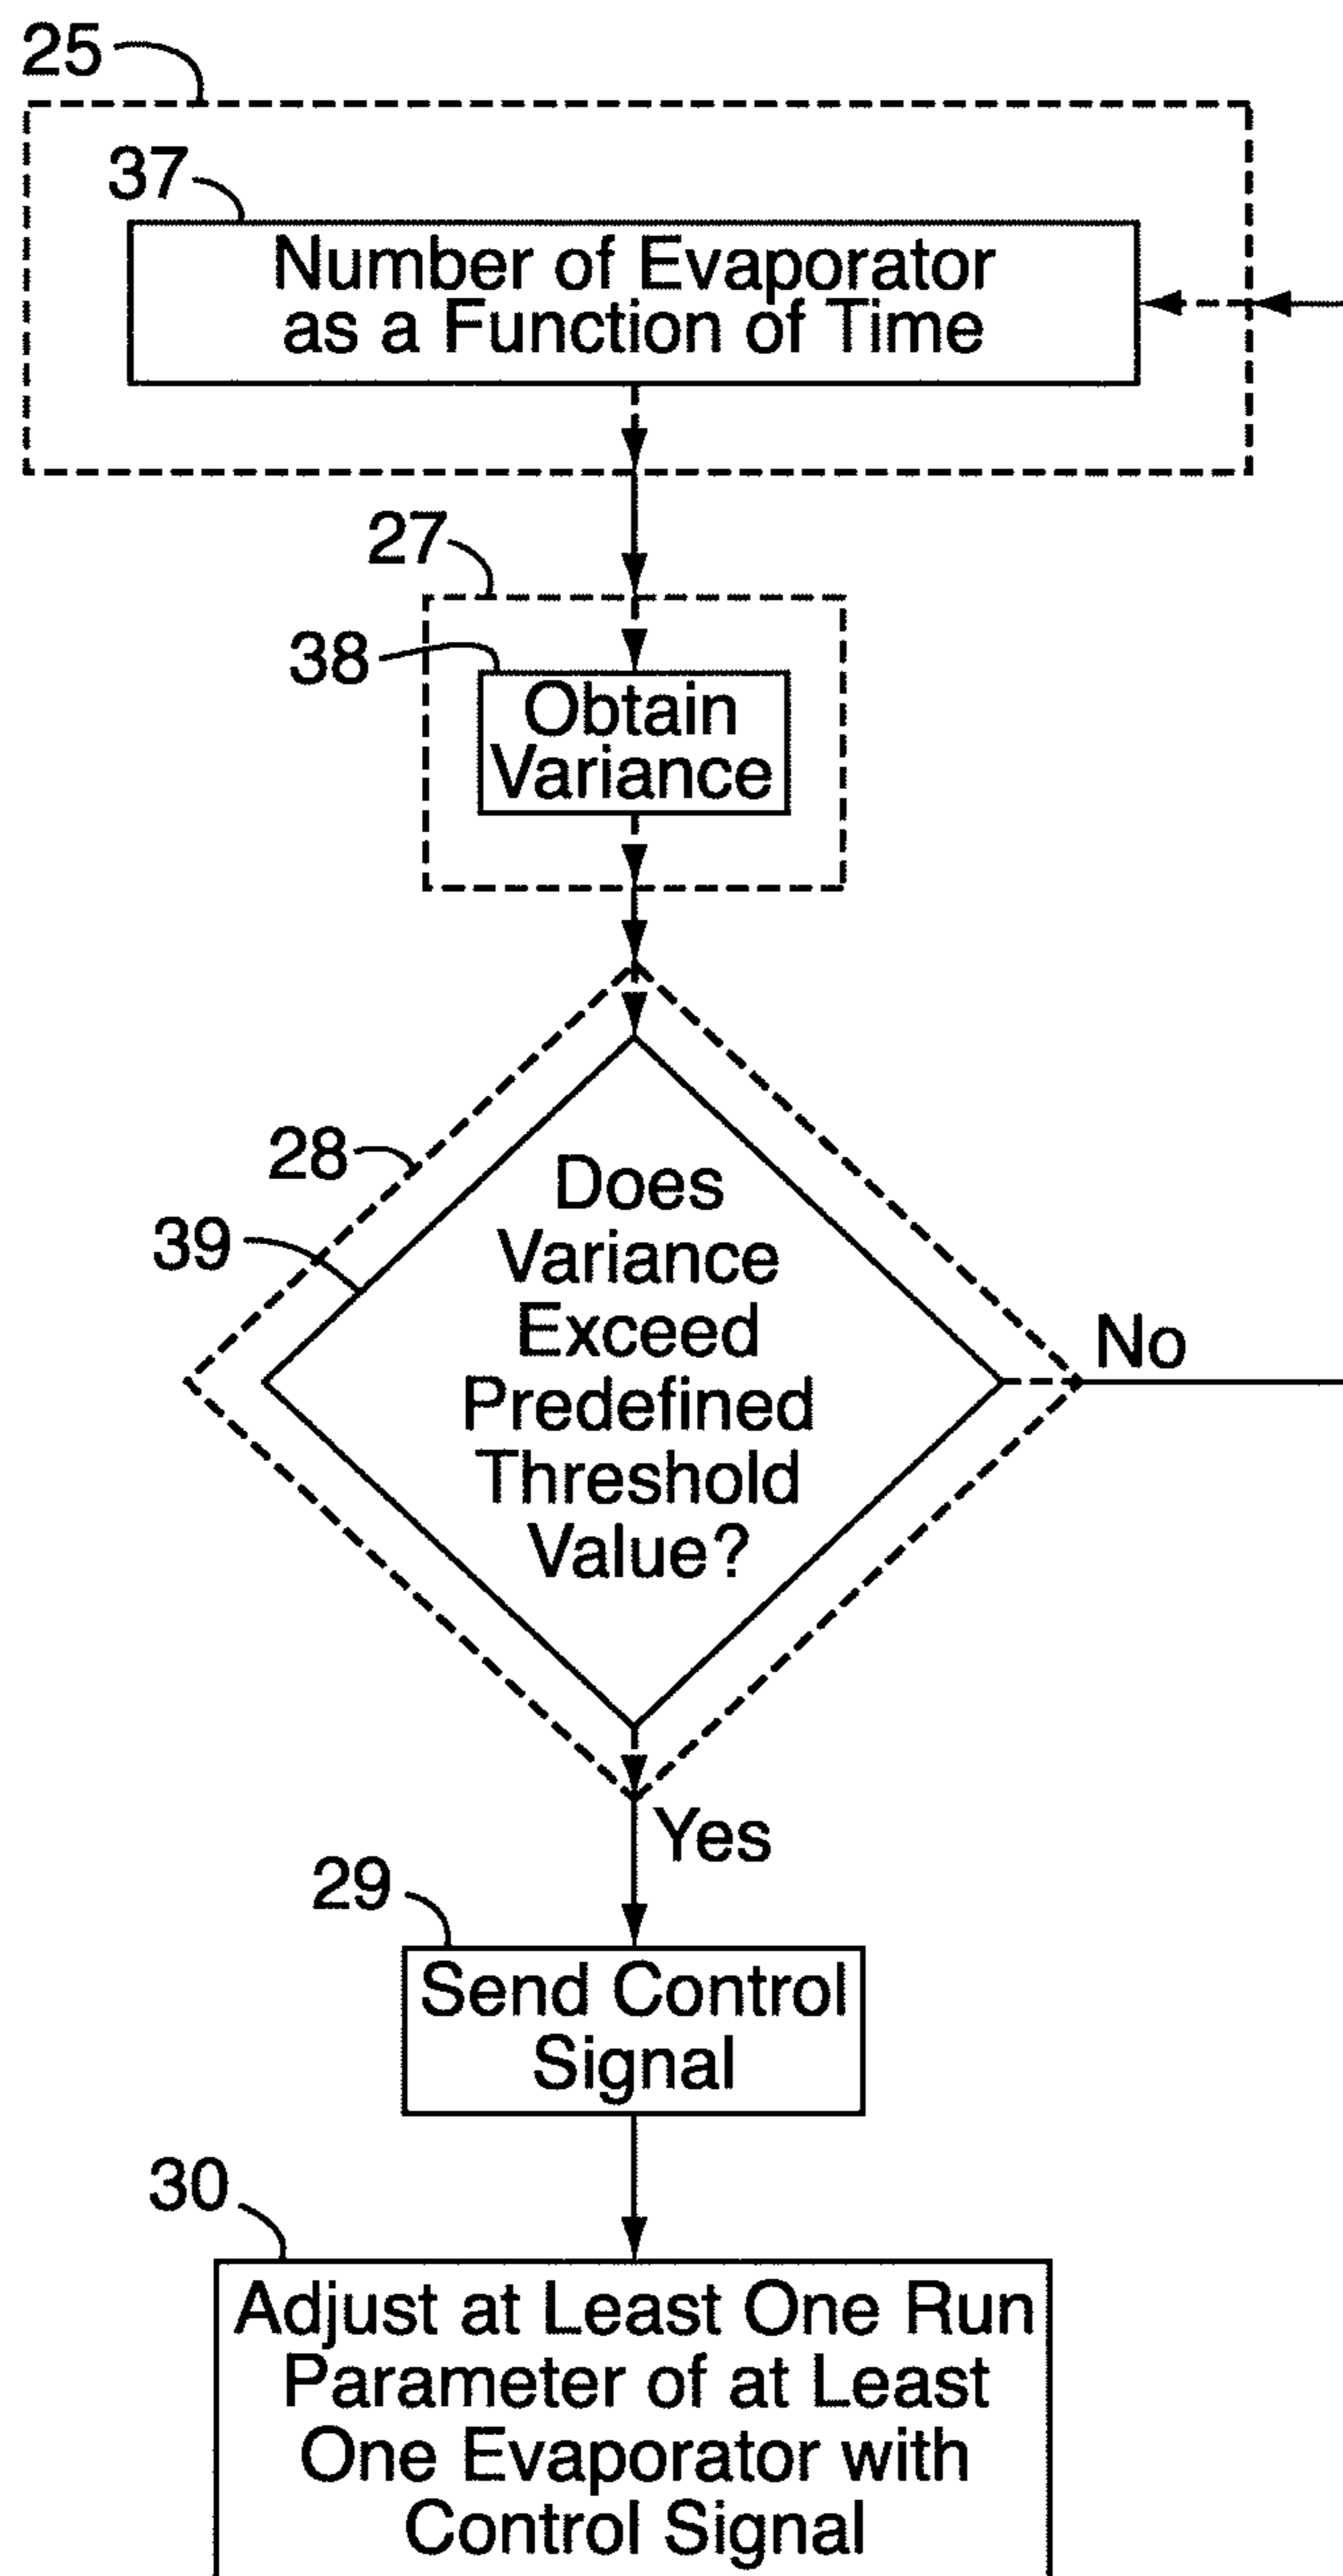 25
37
Number of Evaporator
as a Function of Time
27
38
Obtain
Variance
28
39
Does
Variance
Exceed
Predefined
Threshold
Value?
No
Yes
29
Send Control
Signal
30
Adjust at Least One Run
Parameter of at Least
One Evaporator with
Control Signal